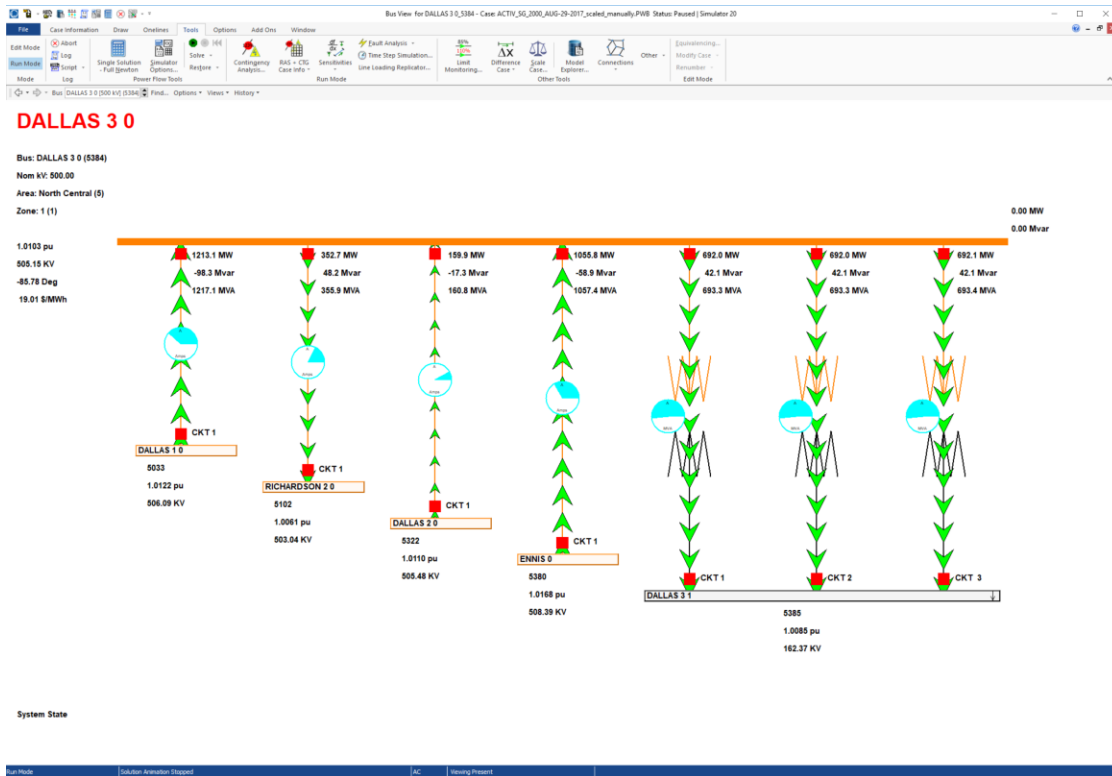 Bus View for DALLAS 3 0_5384 - Case: ACTIV_SG_2000_AUG-29-2017_scaled_manually.PWB Status: Paused | Simulator 20
File Case Information Draw Onelines Tools Options Add Ons Window
Edit Mode
Run Mode
Mode
Abort
Log
Script
Log
Single Solution - Full Newton
Simulator Options...
Solve
Restore
Power Flow Tools
Contingency Analysis...
RAS + CTG Case Info
Sensitivities
Fault Analysis
Time Step Simulation...
Line Loading Replicator...
Run Mode
Limit Monitoring...
Difference Case
Scale Case...
Model Explorer...
Connections
Other
Other Tools
Equivalencing...
Modify Case
Renumber
Edit Mode
Bus DALLAS 3 0 [500 kV] (5384) Find... Options Views History
DALLAS 3 0
Bus: DALLAS 3 0 (5384)
Nom kV: 500.00
Area: North Central (5)
Zone: 1 (1)
0.00 MW
0.00 Mvar
1.0103 pu
505.15 KV
-85.78 Deg
19.01 $/MWh
1213.1 MW
-98.3 Mvar
1217.1 MVA
352.7 MW
48.2 Mvar
355.9 MVA
159.9 MW
-17.3 Mvar
160.8 MVA
1055.8 MW
-58.9 Mvar
1057.4 MVA
692.0 MW
42.1 Mvar
693.3 MVA
692.0 MW
42.1 Mvar
693.3 MVA
692.1 MW
42.1 Mvar
693.4 MVA
A
Amps
A
Amps
A
Amps
A
Amps
A
MVA
A
MVA
A
MVA
CKT 1
DALLAS 1 0
5033
1.0122 pu
506.09 KV
CKT 1
RICHARDSON 2 0
5102
1.0061 pu
503.04 KV
CKT 1
DALLAS 2 0
5322
1.0110 pu
505.48 KV
CKT 1
ENNIS 0
5380
1.0168 pu
508.39 KV
CKT 1
CKT 2
CKT 3
DALLAS 3 1
5385
1.0085 pu
162.37 KV
System State
Run Mode Solution Animation Stopped AC Viewing Present